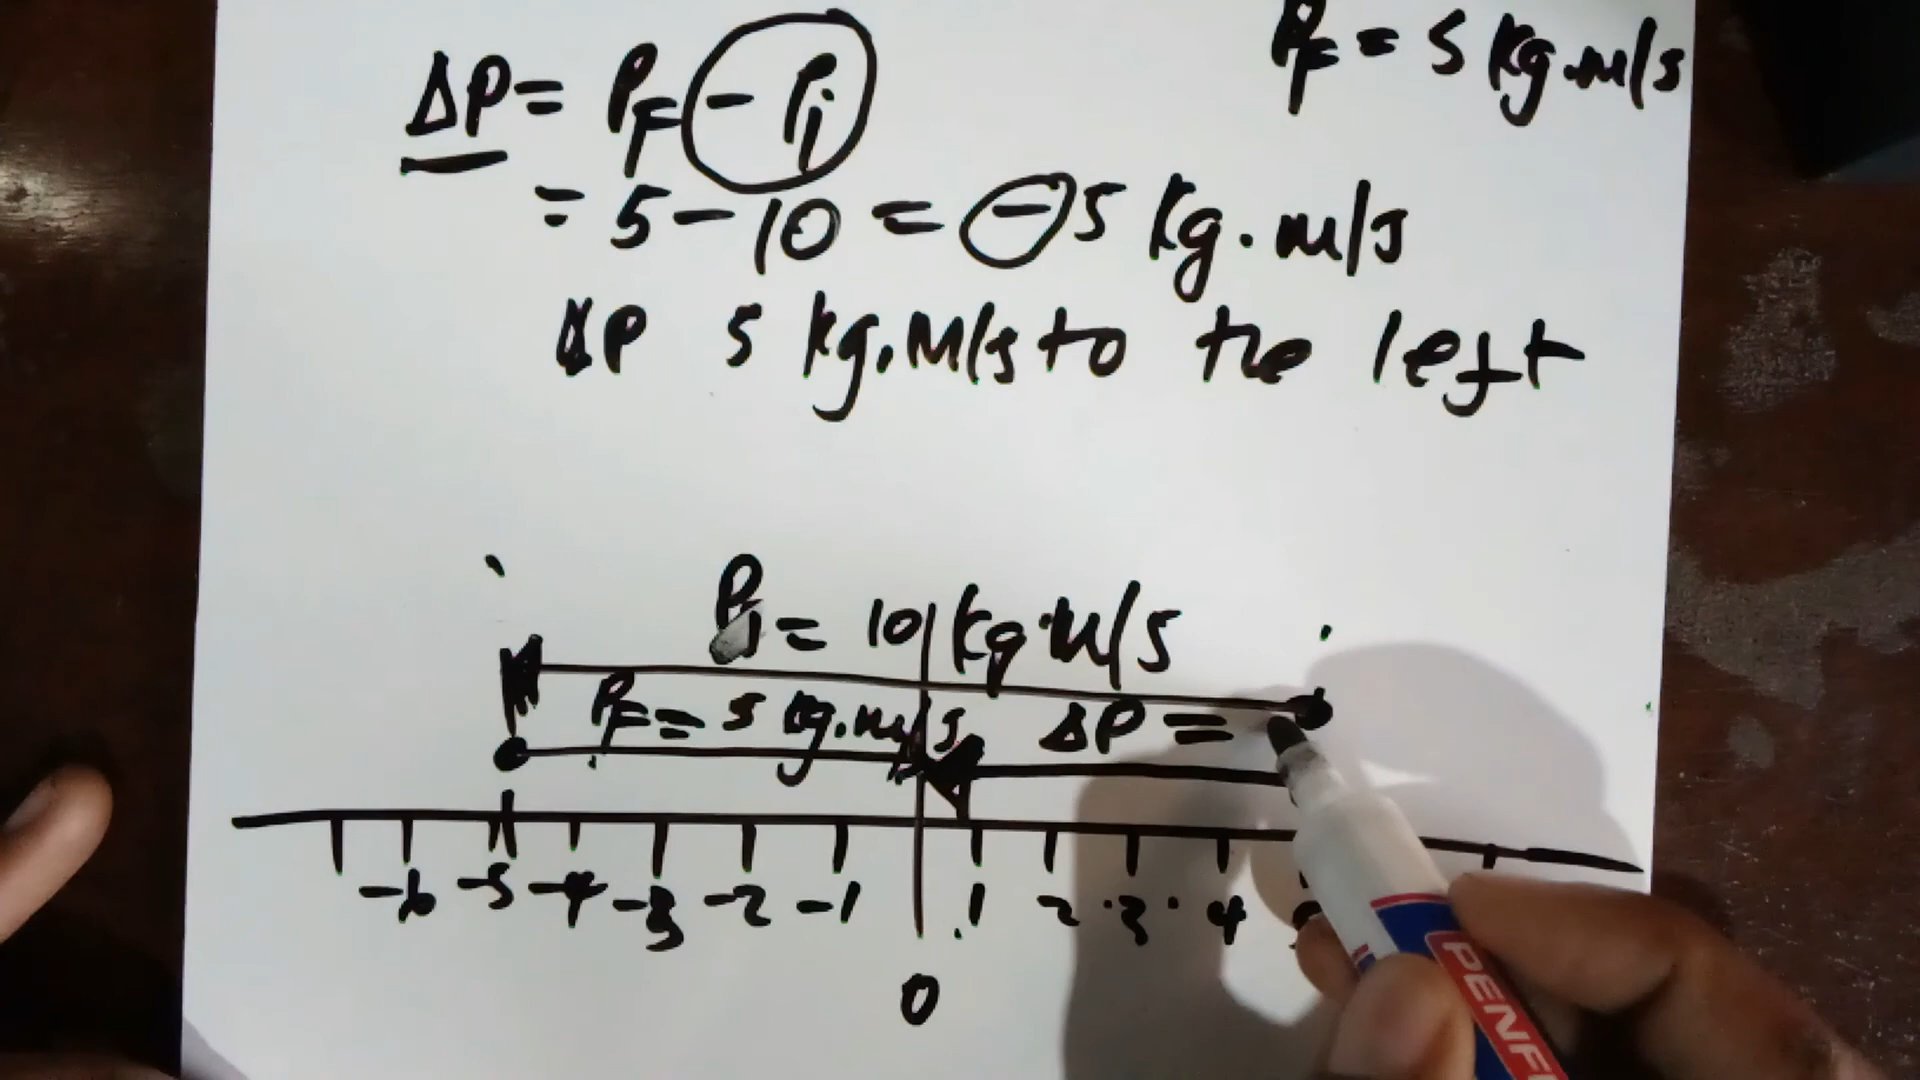 PF = 5 kg.m/s
ΔP = PF - Pi
= 5 - 10 = -5 kg.m/s
ΔP 5 kg.M/s to the left
Pi = 10 kg.m/s
PF = 5 kg.m/s ΔP =
-6 -5 -4 -3 -2 -1 1 2 3 4
0
PENF